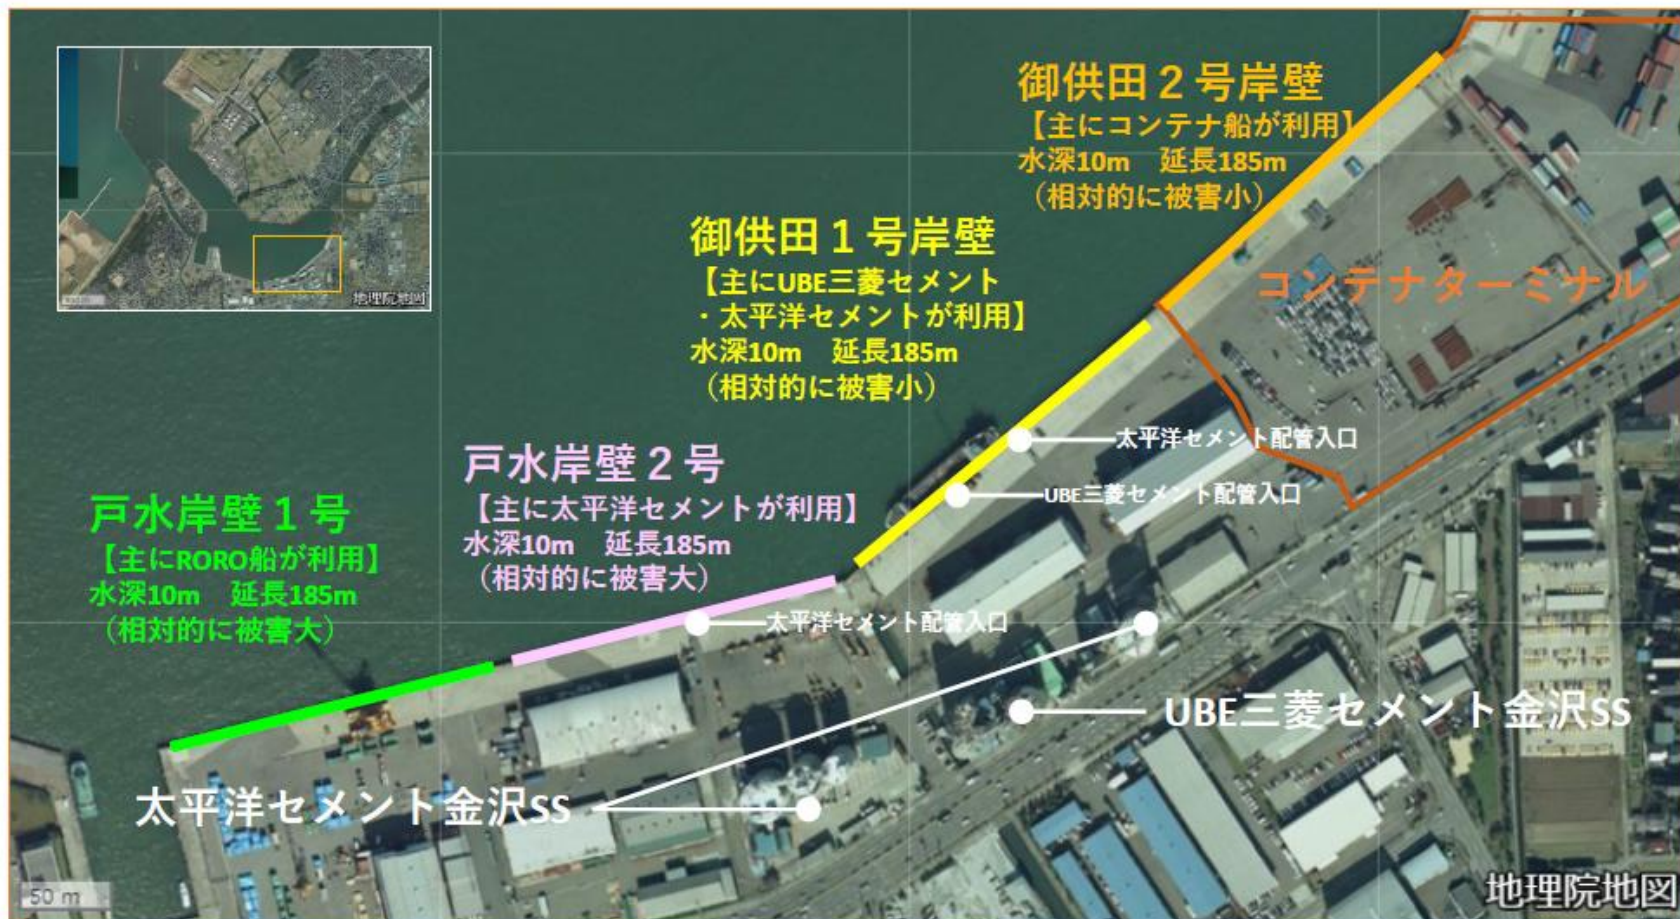 地理院地図
御供田2号岸壁
【主にコンテナ船が利用】
水深10m 延長185m
(相対的に被害小)
コンテナターミナル
御供田1号岸壁
【主にUBE三菱セメント
・太平洋セメントが利用】
水深10m 延長185m
(相対的に被害小)
太平洋セメント配管入口
UBE三菱セメント配管入口
戸水岸壁2号
【主に太平洋セメントが利用】
水深10m 延長185m
(相対的に被害大)
太平洋セメント配管入口
戸水岸壁1号
【主にRORO船が利用】
水深10m 延長185m
(相対的に被害大)
UBE三菱セメント金沢SS
太平洋セメント金沢SS
50 m
地理院地図